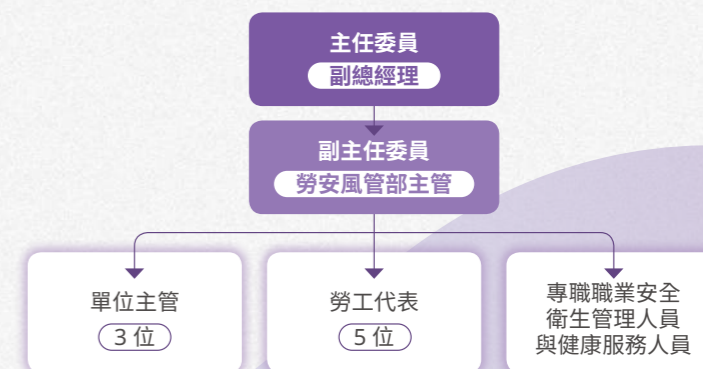 主任委員
副總經理
副主任委員
勞安風管部主管
單位主管
3 位
勞工代表
5 位
專職職業安全
衛生管理人員
與健康服務人員